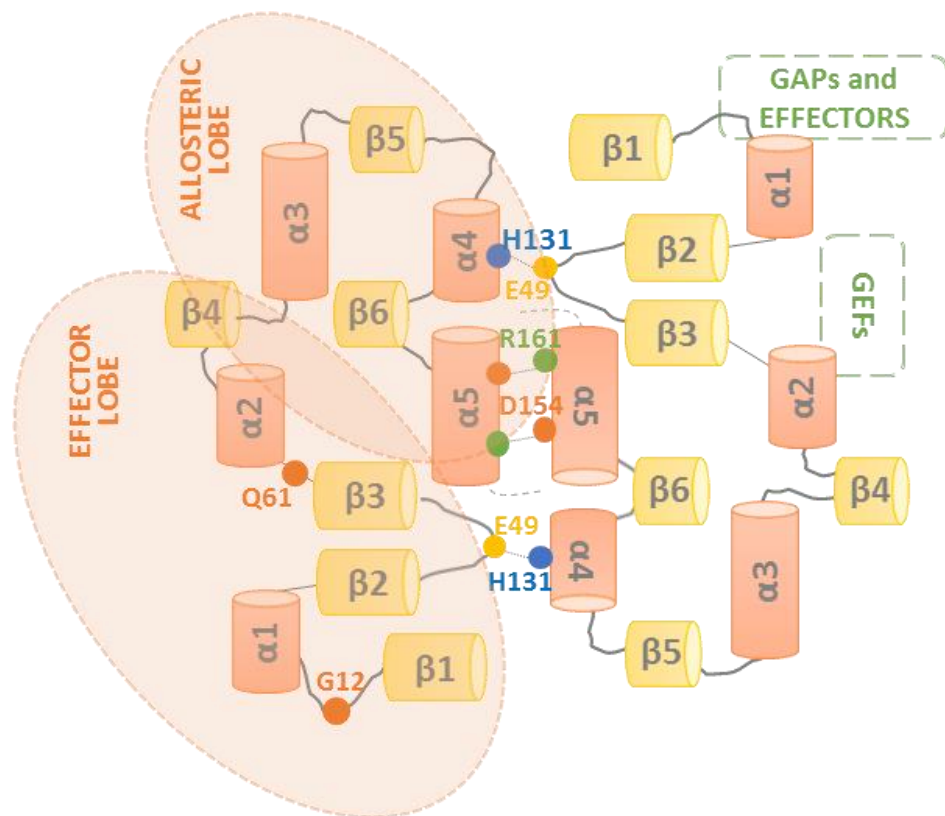 ALLOSTERIC
LOBE
EFFECTOR
LOBE
GAPs and
EFFECTORS
GEFs
β5
α3
α4
H131
E49
β4
β6
R161
α5
D154
α2
Q61
β3
E49
H131
β2
α1
G12
β1
β1
α1
β2
β3
α2
α5
β6
β4
α4
α3
β5